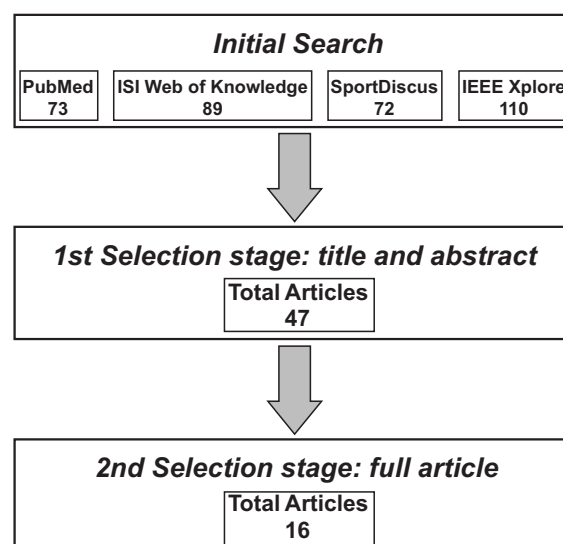 Initial Search
PubMed ISI Web of Knowledge SportDiscus IEEE Xplore
73 89 72 110
1st Selection stage: title and abstract
Total Articles
47
2nd Selection stage: full article
Total Articles
16